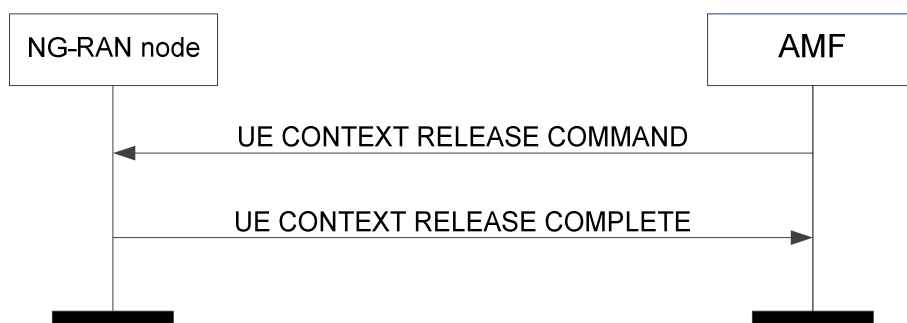 NG-RAN node
AMF
UE CONTEXT RELEASE COMMAND
UE CONTEXT RELEASE COMPLETE